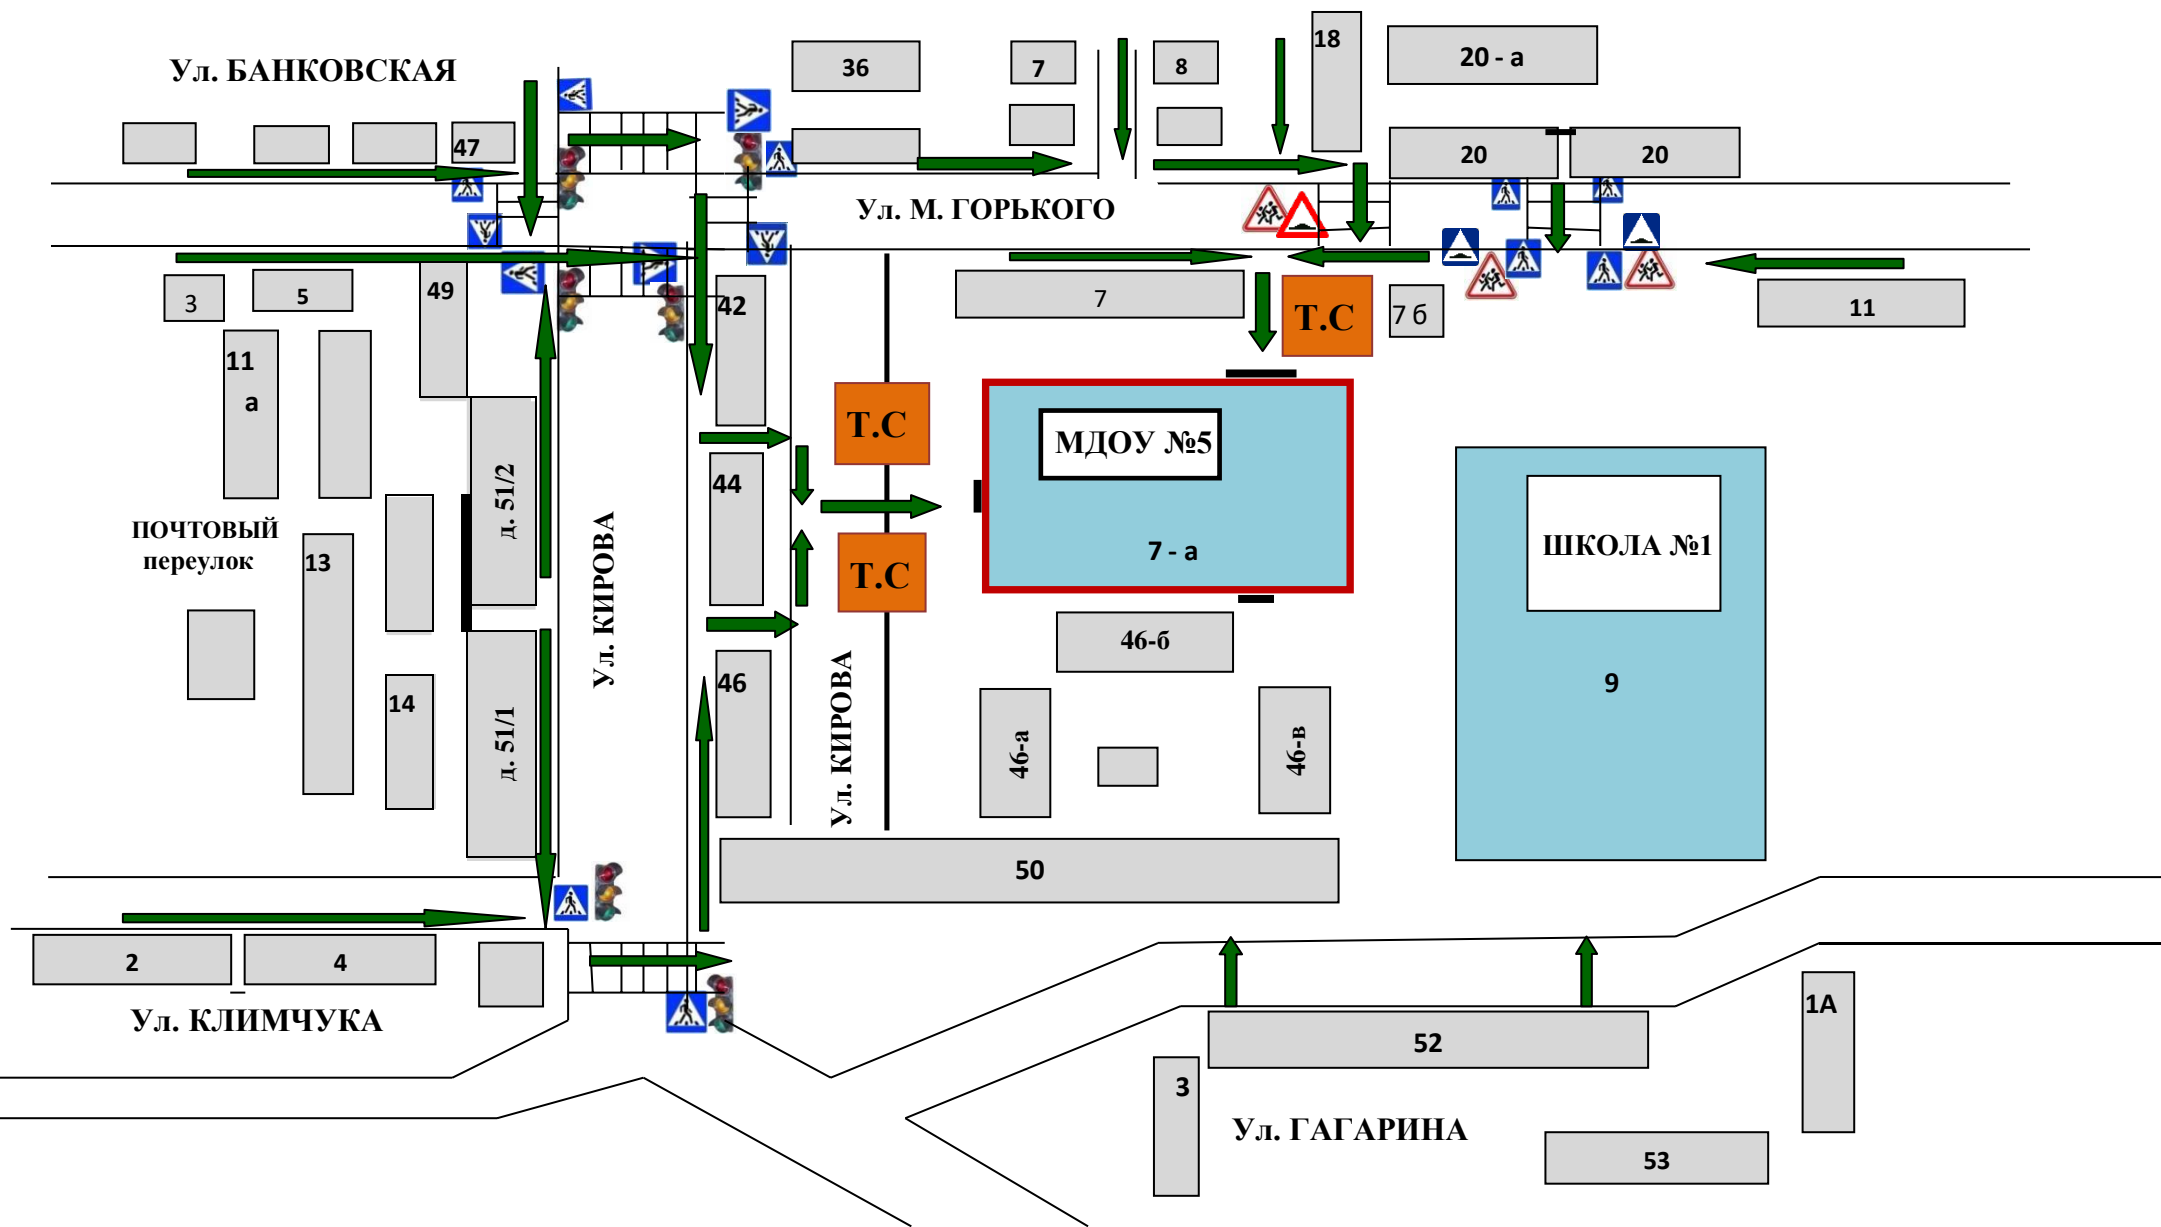 Ул. БАНКОВСКАЯ
36
7
8
18
20 - а
47
20
20
Ул. М. ГОРЬКОГО
3
5
49
42
7
Т.С
7 б
11
11
а
Т.С
МДОУ №5
д. 51/2
44
ПОЧТОВЫЙ
переулок
13
Ул. КИРОВА
Т.С
7 - а
ШКОЛА №1
46-б
9
14
46
д. 51/1
Ул. КИРОВА
46-а
46-в
50
2
4
Ул. КЛИМЧУКА
1А
52
3
Ул. ГАГАРИНА
53